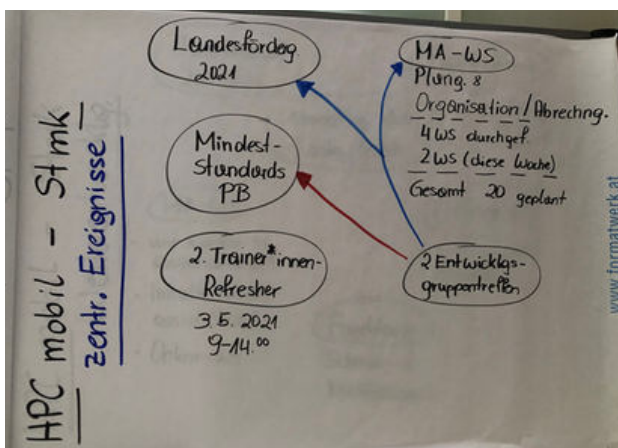 HPC mobil - Stmk
zentr. Ereignisse
Landesförderg
2021
Mindest-
Standards
PB
2. Trainer*innen-
Refresher
3.5.2021
9-14.⁰⁰
MA-WS
Plung. &
Organisation/Abrechng.
4 WS durchgef.
2 WS (diese Woche)
Gesamt 20 geplant
2 Entwicklgs-
gruppentreffen
www.formatwerk.at